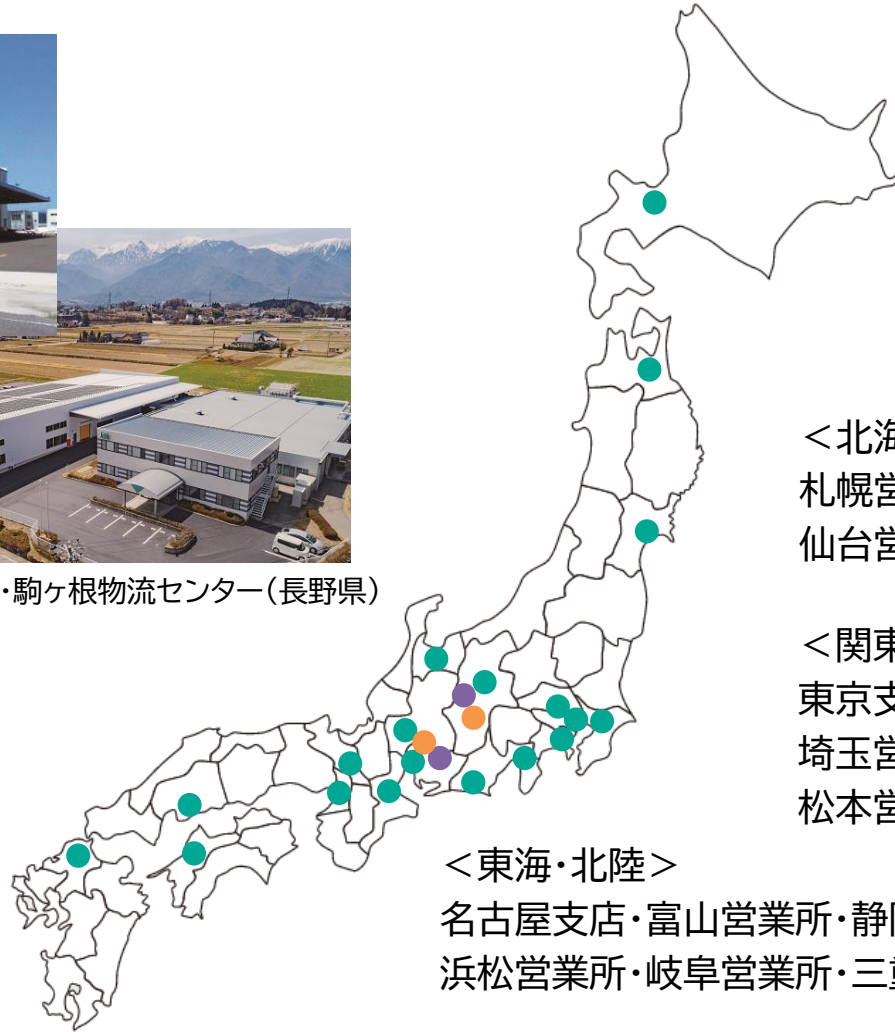 ・駒ヶ根物流センター(長野県)
＜北海
札幌営
仙台営
＜関東
東京支
埼玉営
松本営
＜東海・北陸＞
名古屋支店・富山営業所・静岡
浜松営業所・岐阜営業所・三重